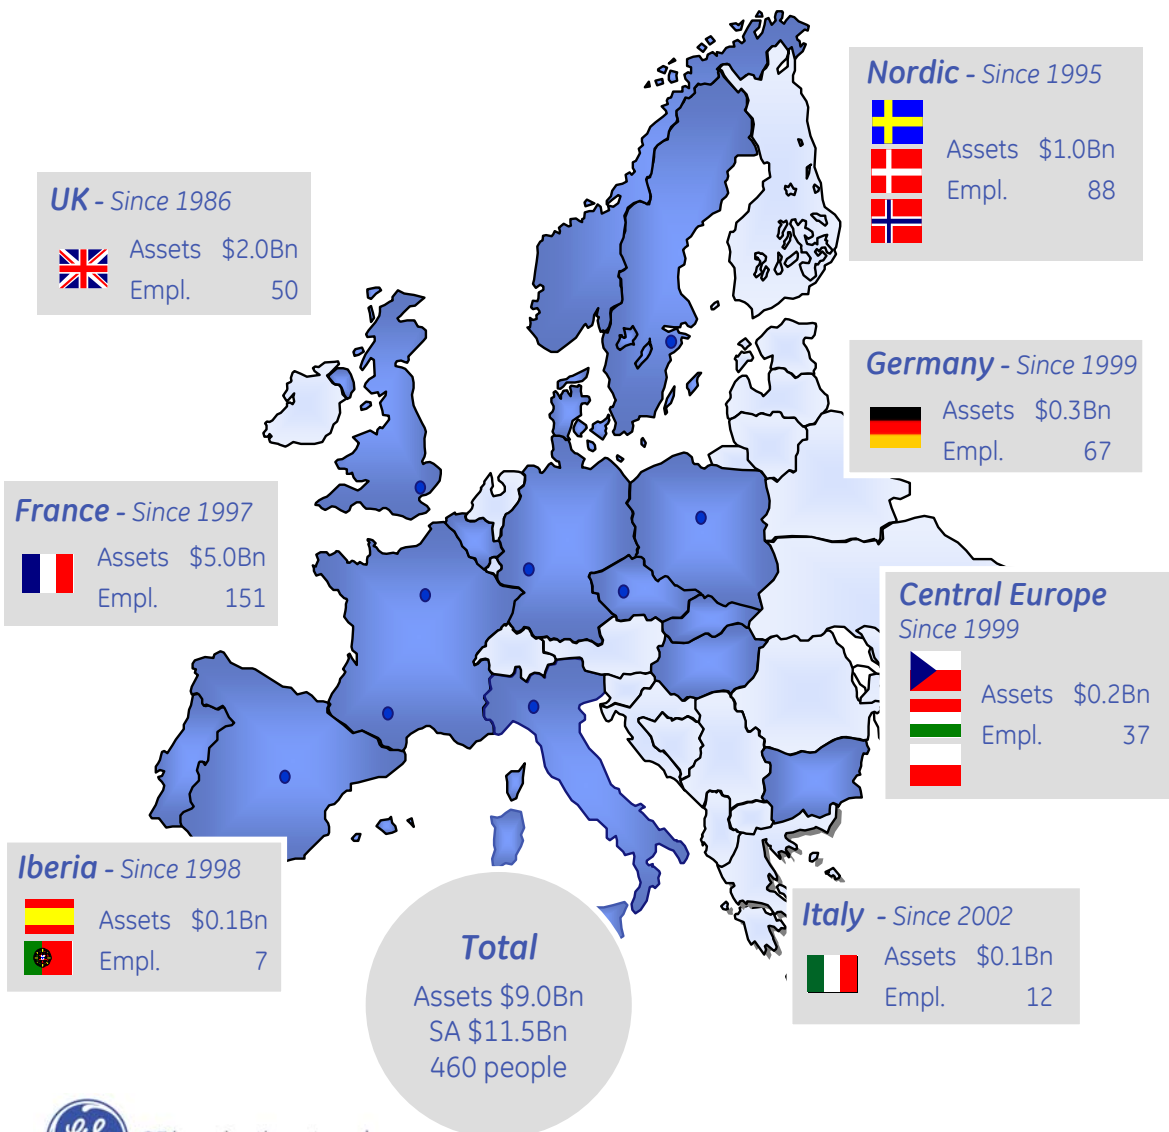 Nordic - Since 1995
Assets $1.0Bn
Empl. 88
UK - Since 1986
Assets $2.0Bn
Empl. 50
Germany - Since 1999
Assets $0.3Bn
Empl. 67
France - Since 1997
Assets $5.0Bn
Empl. 151
Central Europe
Since 1999
Assets $0.2Bn
Empl. 37
Iberia - Since 1998
Assets $0.1Bn
Empl. 7
Italy - Since 2002
Assets $0.1Bn
Empl. 12
Total
Assets $9.0Bn
SA $11.5Bn
460 people